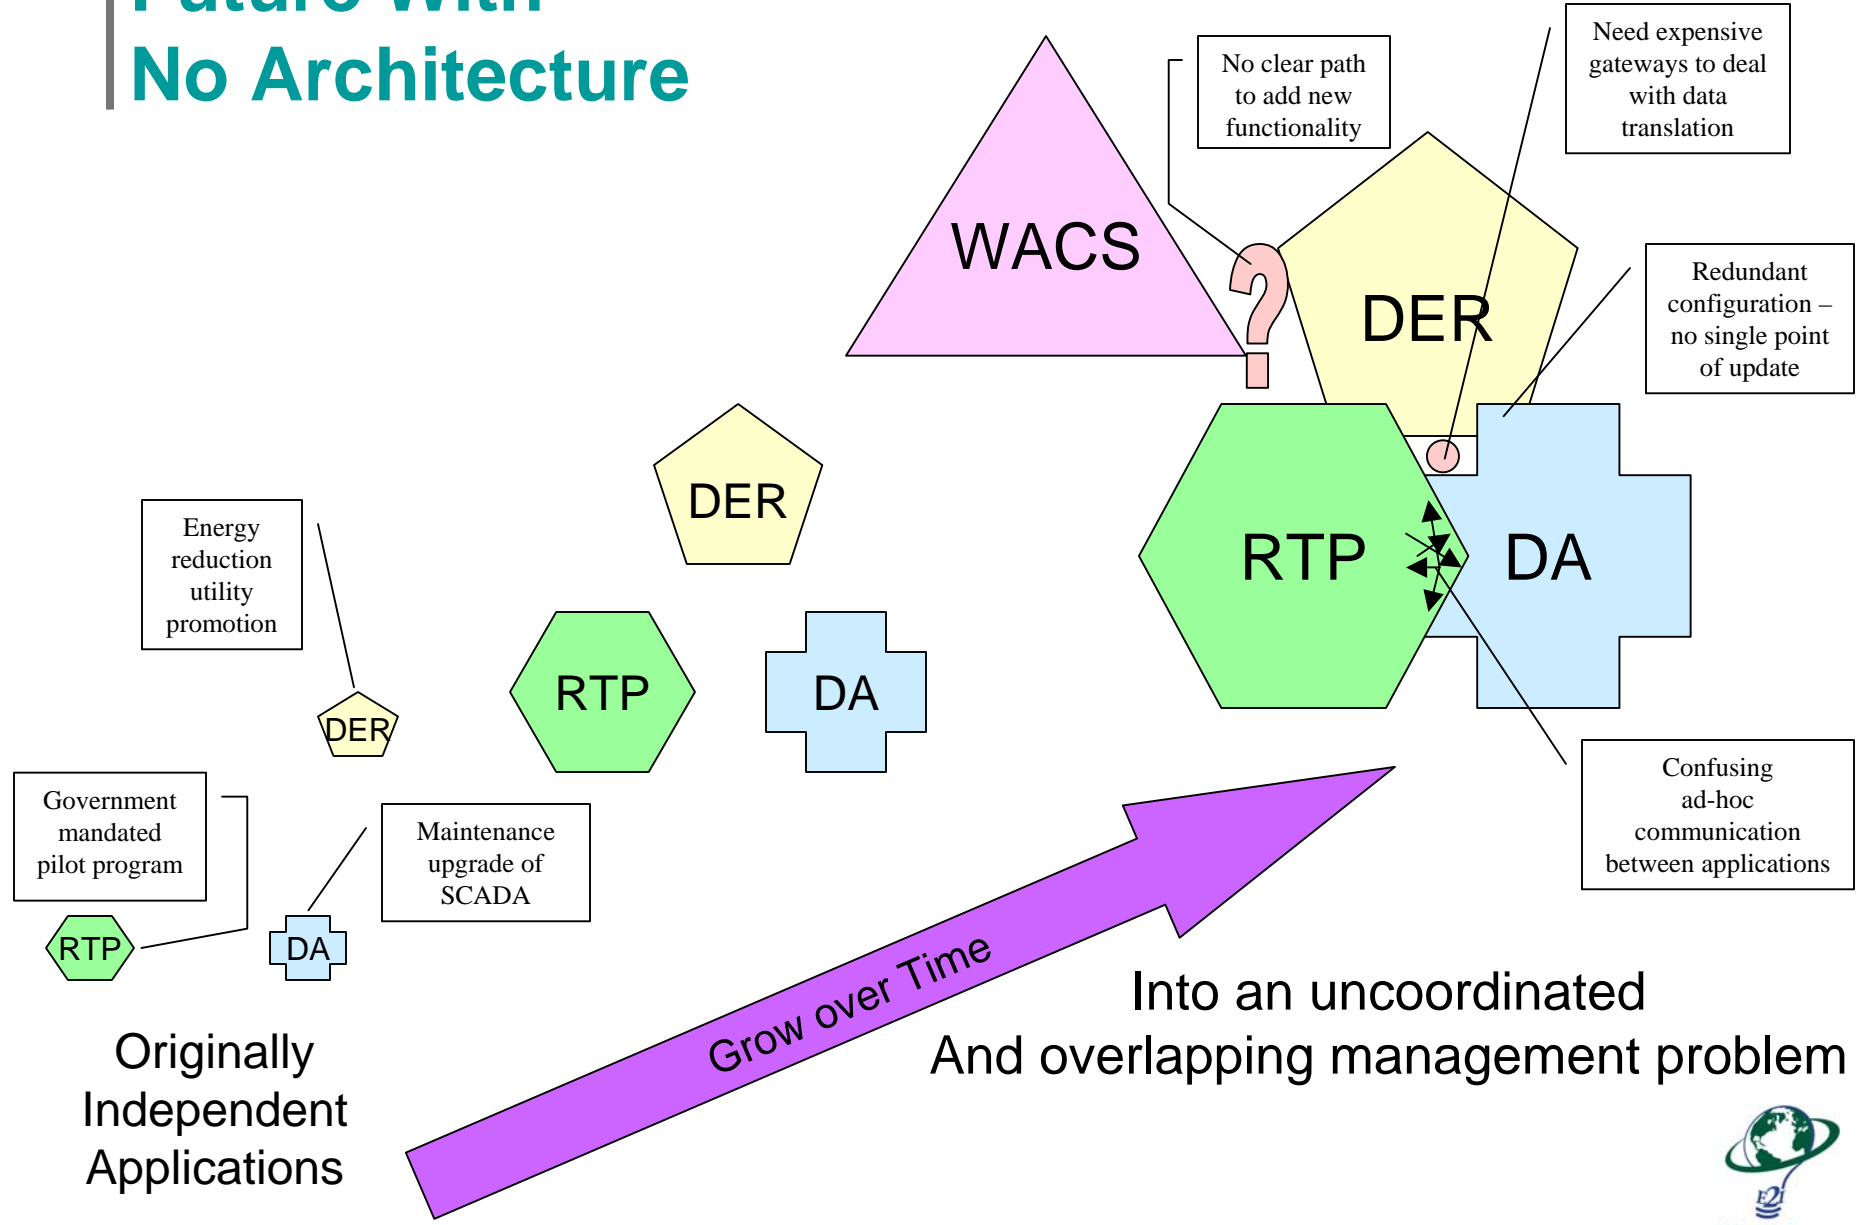 Future With
No Architecture
No clear path
to add new
functionality
Need expensive
gateways to deal
with data
translation
WACS
DER
Redundant
configuration –
no single point
of update
RTP
DA
Energy
reduction
utility
promotion
DER
RTP
DA
DER
Government
mandated
pilot program
Maintenance
upgrade of
SCADA
RTP
DA
Confusing
ad-hoc
communication
between applications
Grow over Time
Originally
Independent
Applications
Into an uncoordinated
And overlapping management problem
E2i